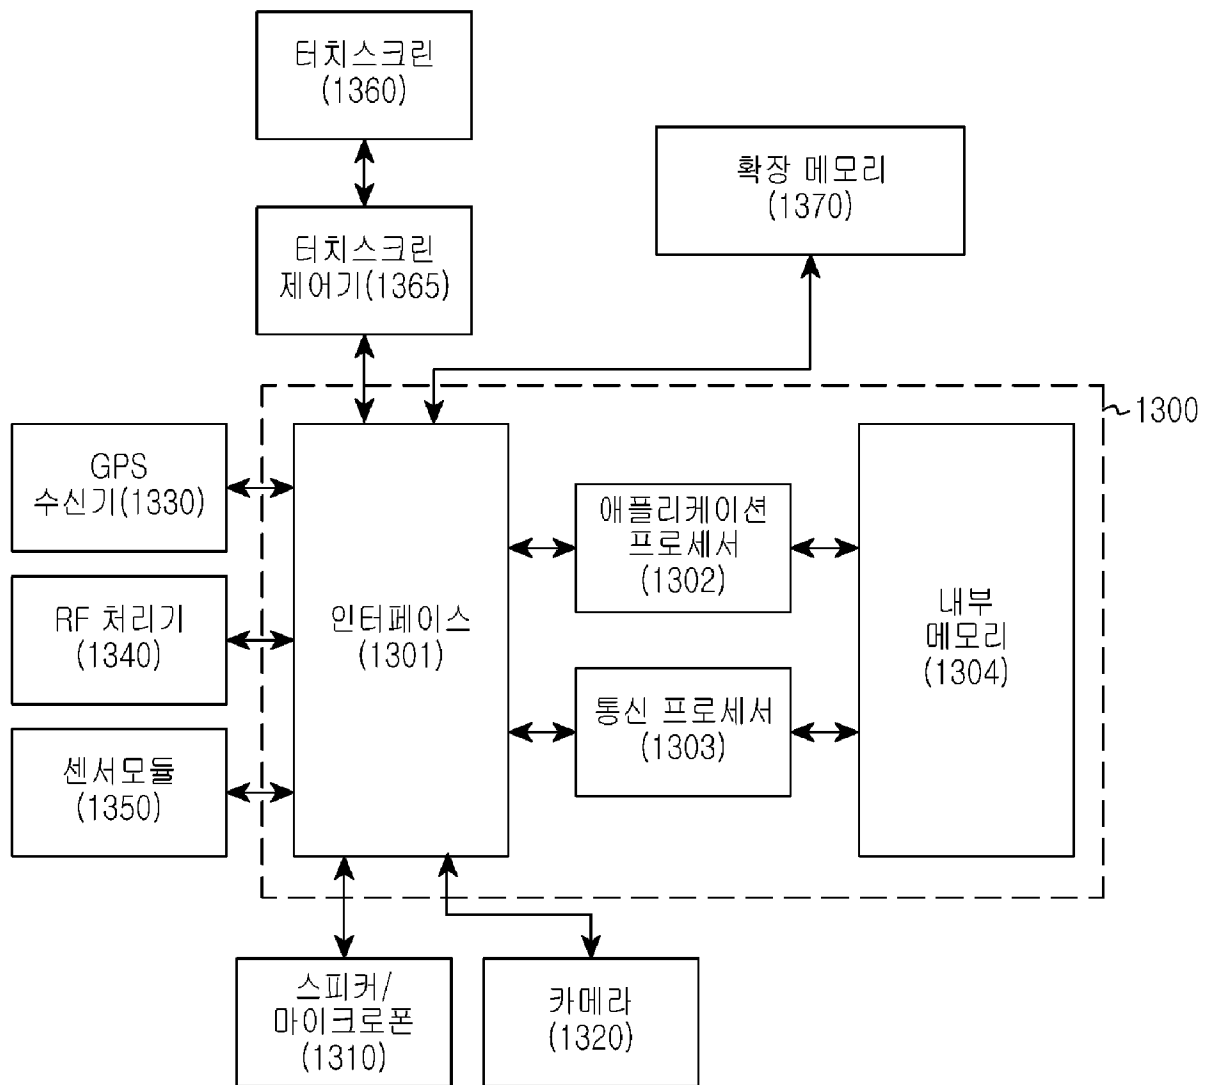 터치스크린
(1360)
확장 메모리
(1370)
터치스크린
제어기(1365)
1300
GPS
수신기(1330)
애플리케이션
프로세서
(1302)
RF 처리기
(1340)
인터페이스
(1301)
내부
메모리
(1304)
통신 프로세서
(1303)
센서모듈
(1350)
스피커/
마이크로폰
(1310)
카메라
(1320)